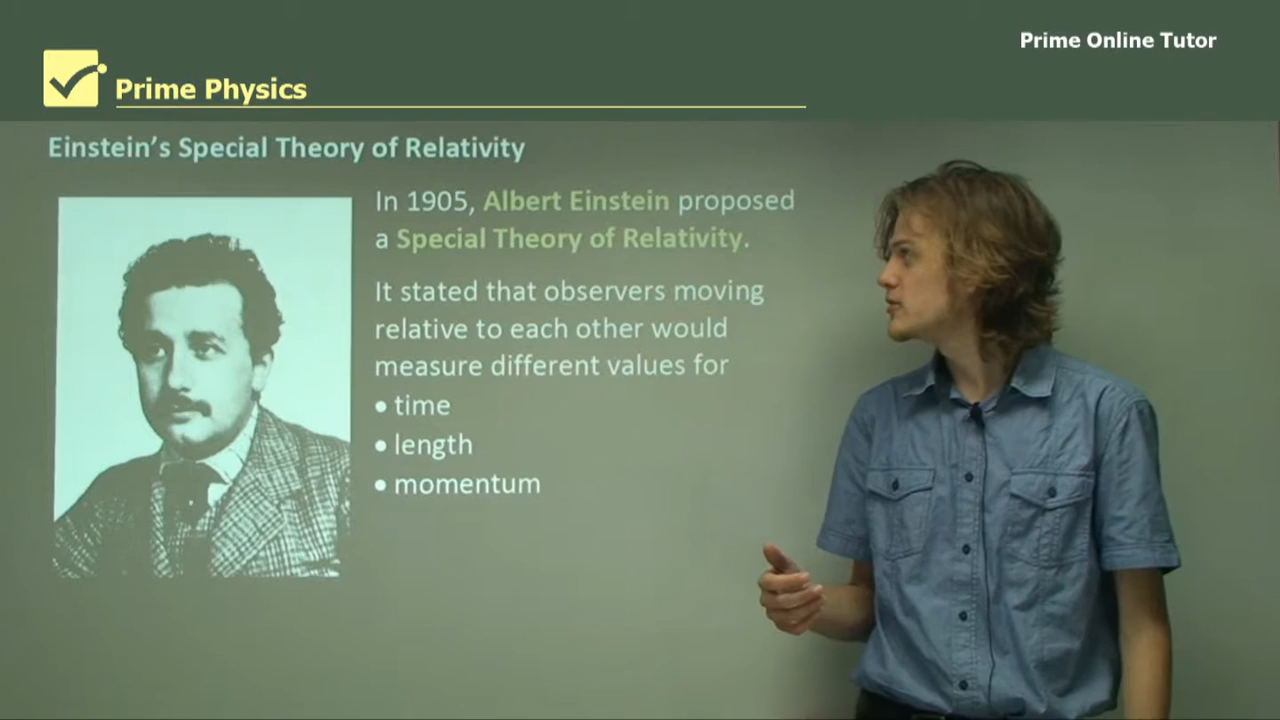 Prime Online Tutor
Prime Physics
Einstein's Special Theory of Relativity
In 1905, Albert Einstein proposed
a Special Theory of Relativity.
It stated that observers moving
relative to each other would
measure different values for
• time
• length
• momentum